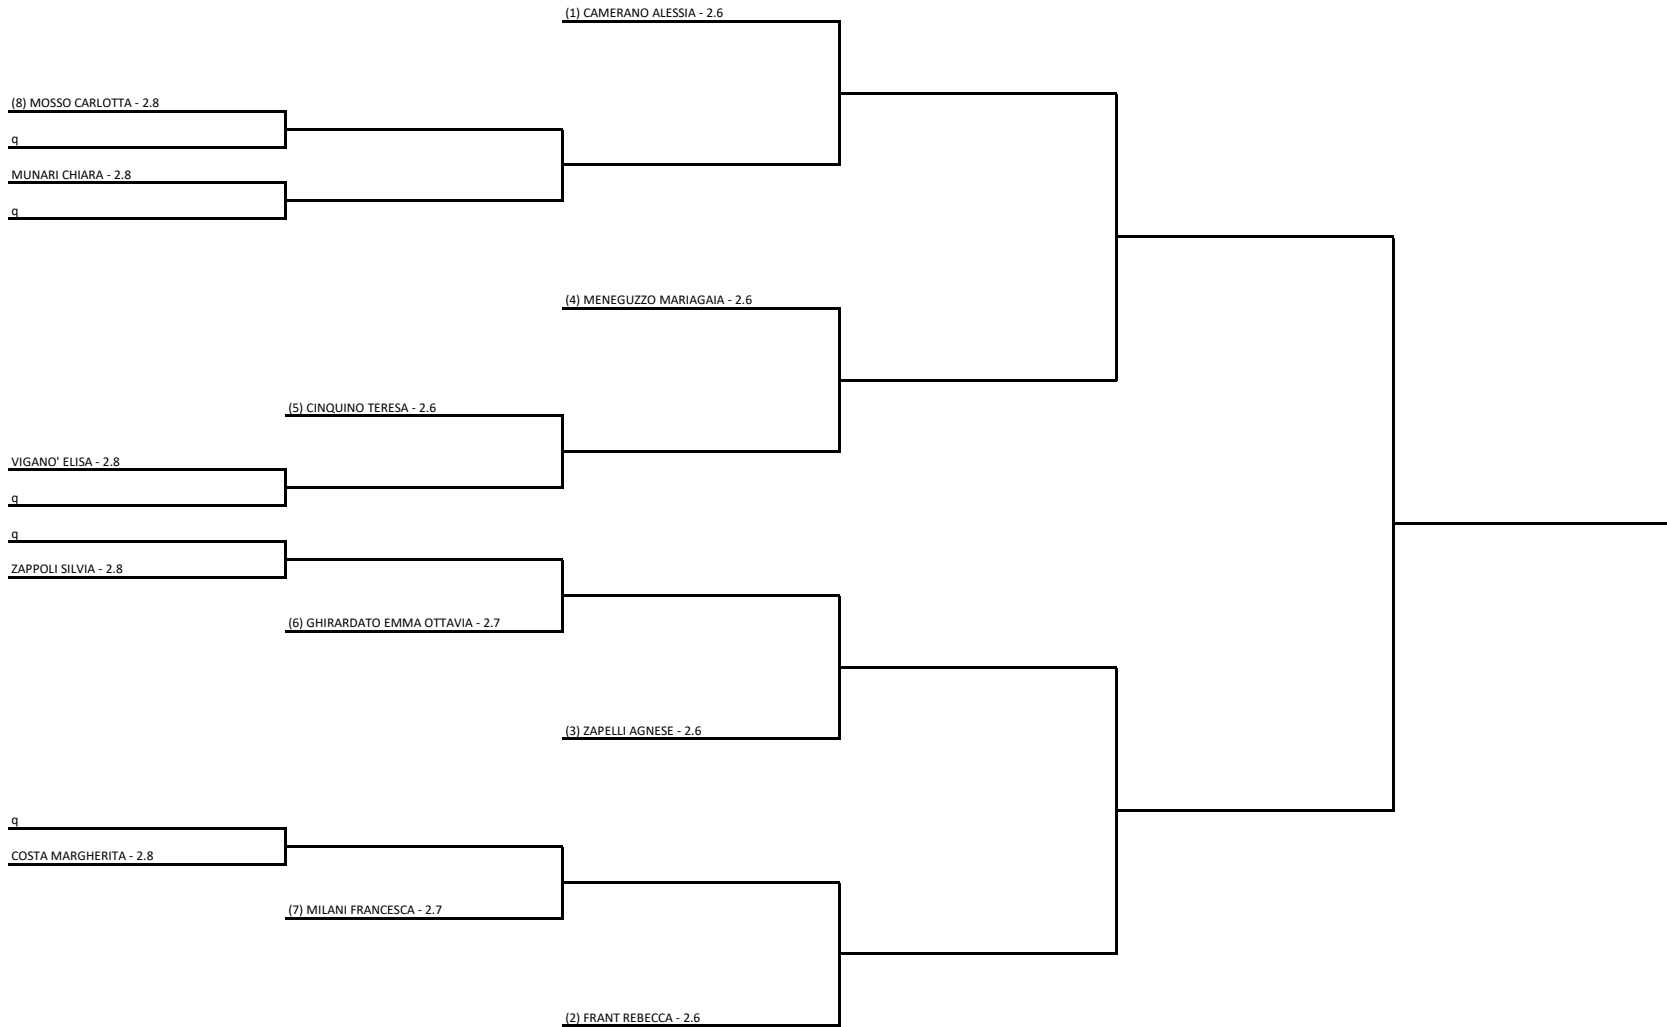 (1) CAMERANO ALESSIA - 2.6
(8) MOSSO CARLOTTA - 2.8
q
MUNARI CHIARA - 2.8
q
(4) MENEGUZZO MARIAGAIA - 2.6
(5) CINQUINO TERESA - 2.6
VIGANO' ELISA - 2.8
q
q
ZAPPOLI SILVIA - 2.8
(6) GHIRARDATO EMMA OTTAVIA - 2.7
(3) ZAPELLI AGNESE - 2.6
q
COSTA MARGHERITA - 2.8
(7) MILANI FRANCESCA - 2.7
(2) FRANT REBECCA - 2.6